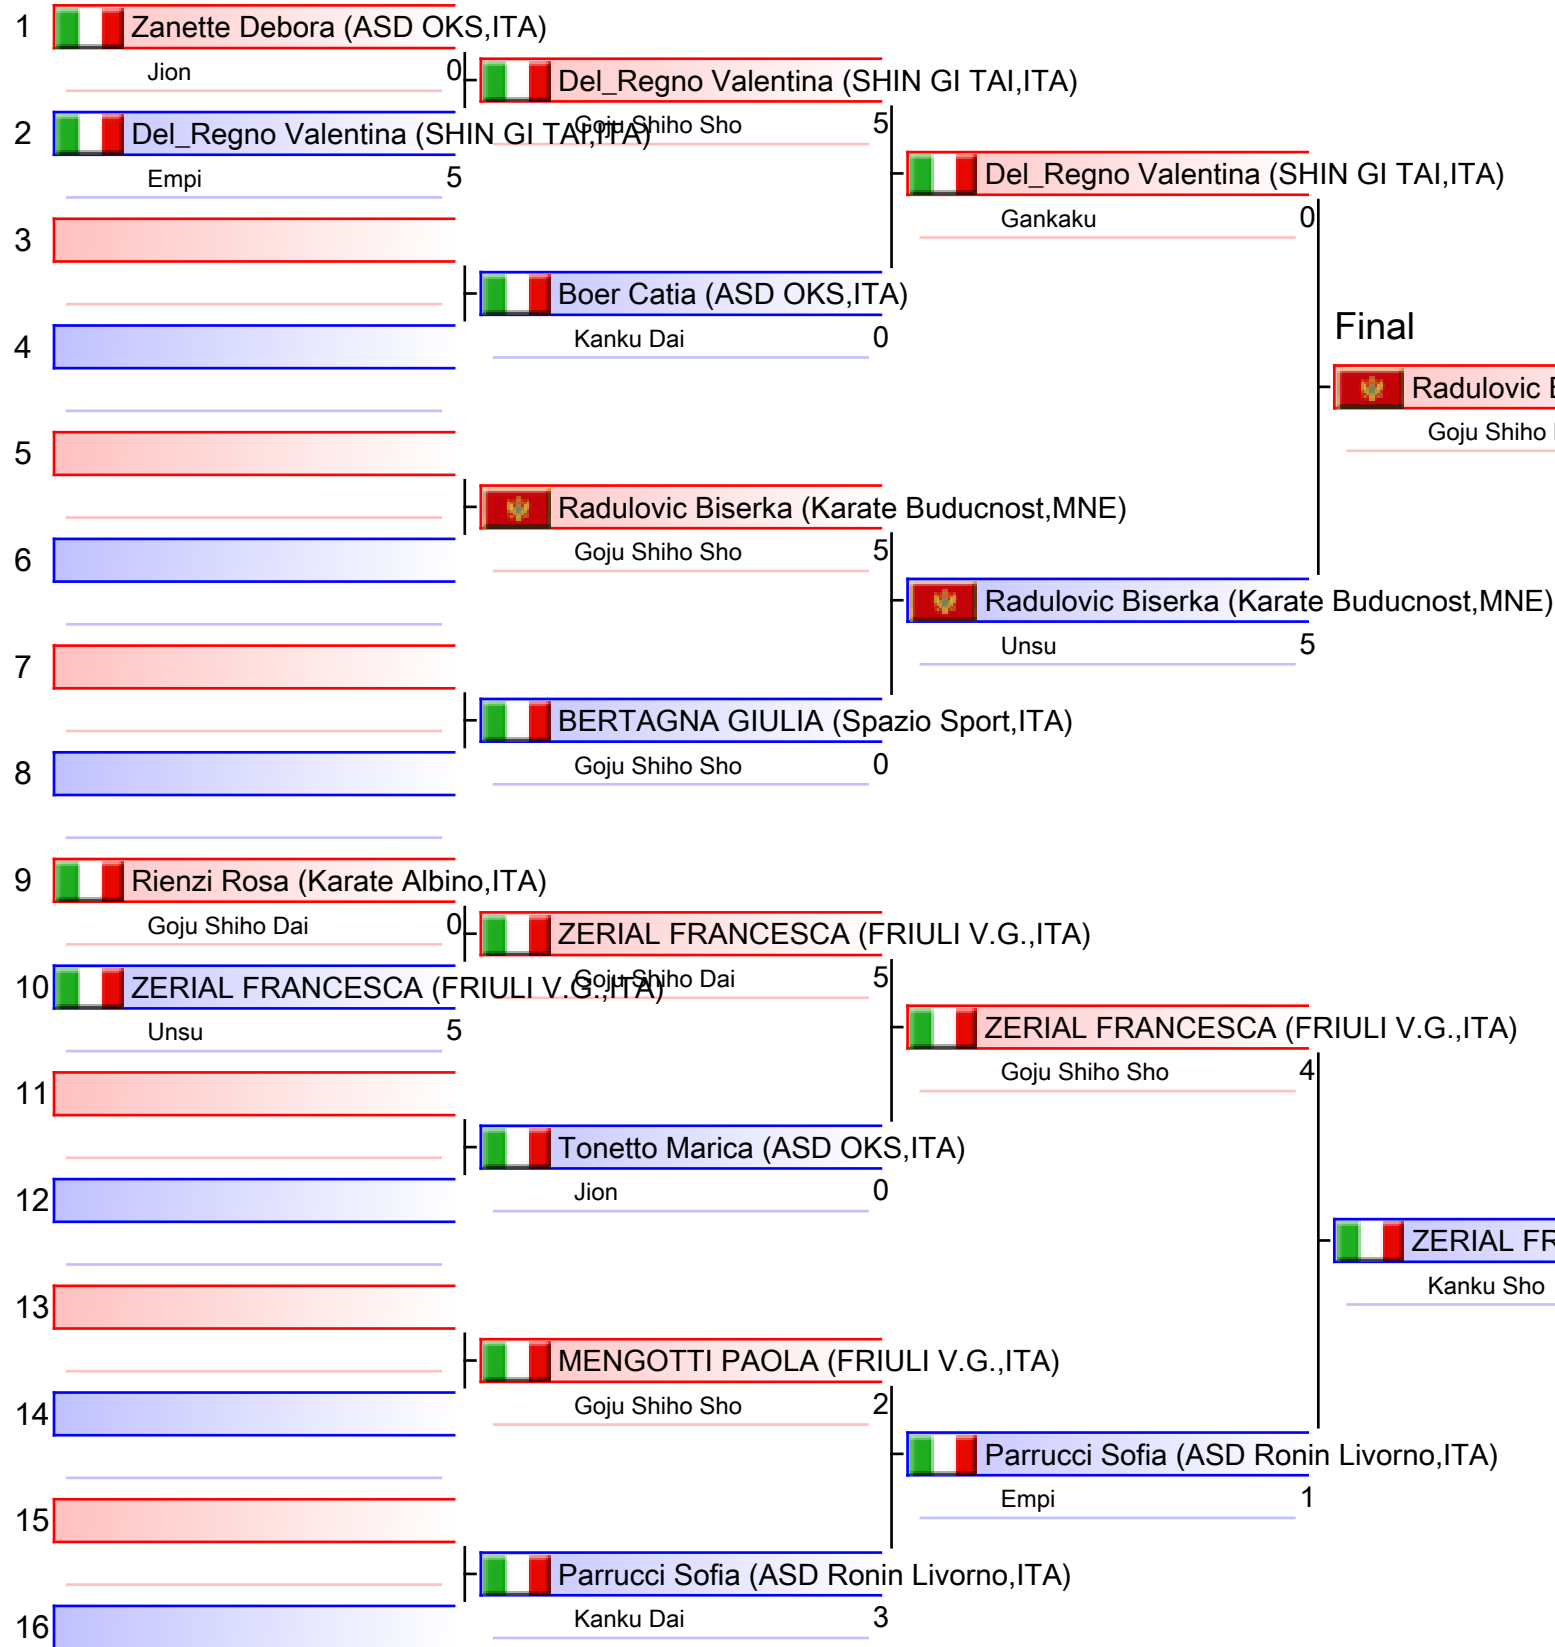 1 Zanette Debora (ASD OKS,ITA)
Jion 0
2 Del_Regno Valentina (SHIN GI TAI,ITA)
Empi 5
3
4
5
6
7
8
9 Rienzi Rosa (Karate Albino,ITA)
Goju Shiho Dai 0
10 ZERIAL FRANCESCA (FRIULI V.G.,ITA)
Unsu 5
11
12
13
14
15
16
Del_Regno Valentina (SHIN GI TAI,ITA)
Goju Shiho Sho 5
Boer Catia (ASD OKS,ITA)
Kanku Dai 0
Radulovic Biserka (Karate Buducnost,MNE)
Goju Shiho Sho 5
BERTAGNA GIULIA (Spazio Sport,ITA)
Goju Shiho Sho 0
ZERIAL FRANCESCA (FRIULI V.G.,ITA)
Goju Shiho Dai 5
Tonetto Marica (ASD OKS,ITA)
Jion 0
MENGOTTI PAOLA (FRIULI V.G.,ITA)
Goju Shiho Sho 2
Parrucci Sofia (ASD Ronin Livorno,ITA)
Kanku Dai 3
Del_Regno Valentina (SHIN GI TAI,ITA)
Gankaku 0
Radulovic Biserka (Karate Buducnost,MNE)
Unsu 5
ZERIAL FRANCESCA (FRIULI V.G.,ITA)
Goju Shiho Sho 4
Parrucci Sofia (ASD Ronin Livorno,ITA)
Empi 1
Final
Radulovic
Goju Shiho
ZERIAL FR
Kanku Sho